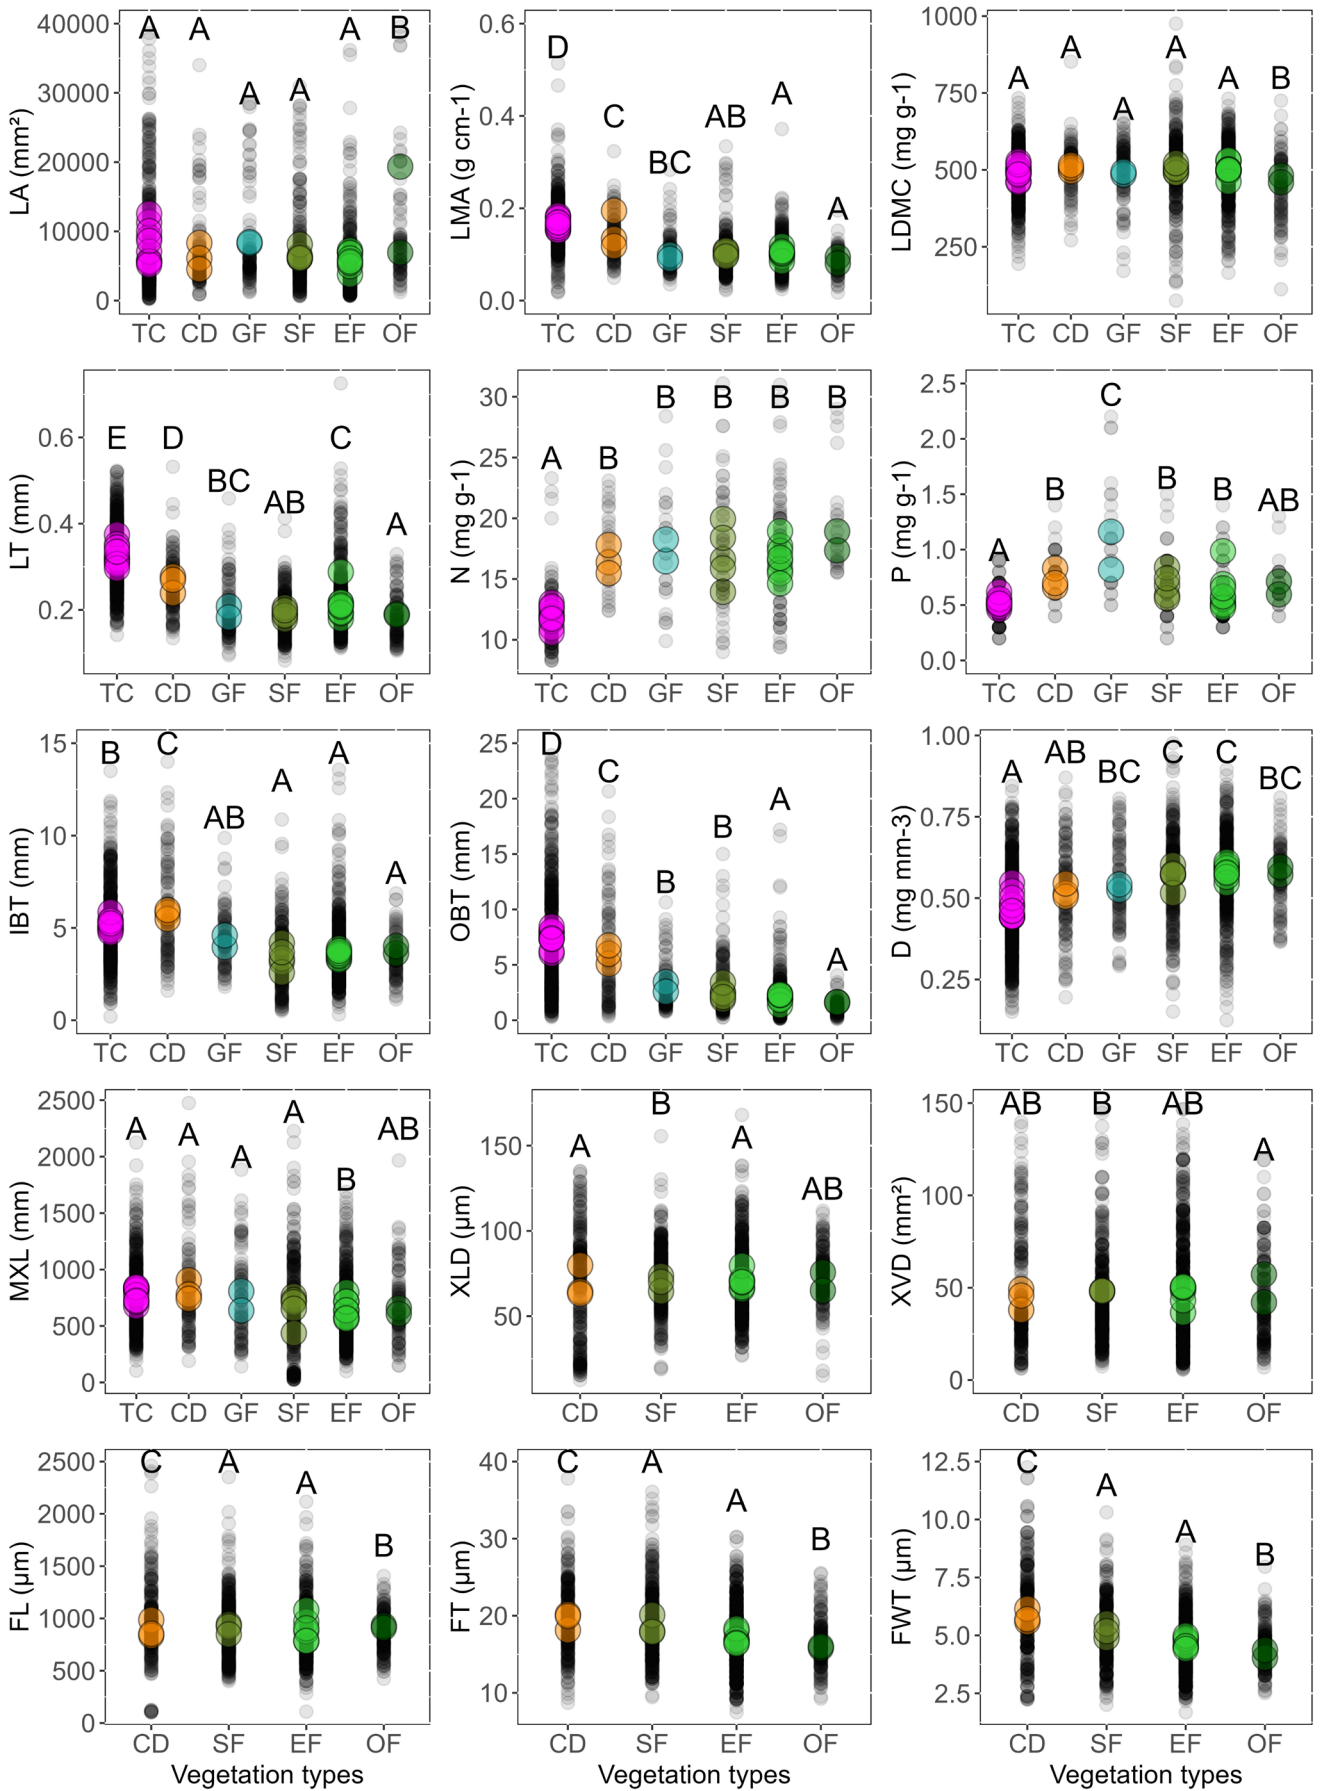 LA (mm²)
40000
30000
20000
10000
0
A A A A A B
TC CD GF SF EF OF
LMA (g cm-1)
0.6
0.4
0.2
0.0
D C BC AB A A
TC CD GF SF EF OF
LDMC (mg g-1)
1000
750
500
250
A A A A A B
TC CD GF SF EF OF
LT (mm)
0.6
0.4
0.2
E D BC AB C A
TC CD GF SF EF OF
N (mg g-1)
30
25
20
15
10
A B B B B B
TC CD GF SF EF OF
P (mg g-1)
2.5
2.0
1.5
1.0
0.5
0.0
A B C B B AB
TC CD GF SF EF OF
IBT (mm)
15
10
5
0
B C AB A A A
TC CD GF SF EF OF
OBT (mm)
25
20
15
10
5
0
D C B B A A
TC CD GF SF EF OF
D (mg mm-3)
1.00
0.75
0.50
0.25
A AB BC C C BC
TC CD GF SF EF OF
MXL (mm)
2500
2000
1500
1000
500
0
A A A A B AB
TC CD GF SF EF OF
XLD (µm)
150
100
50
A B A AB
CD SF EF OF
XVD (mm²)
150
100
50
0
AB B AB A
CD SF EF OF
FL (µm)
2500
2000
1500
1000
500
0
C A A B
CD SF EF OF
Vegetation types
FT (µm)
40
30
20
10
C A A B
CD SF EF OF
Vegetation types
FWT (µm)
12.5
10.0
7.5
5.0
2.5
C A A B
CD SF EF OF
Vegetation types